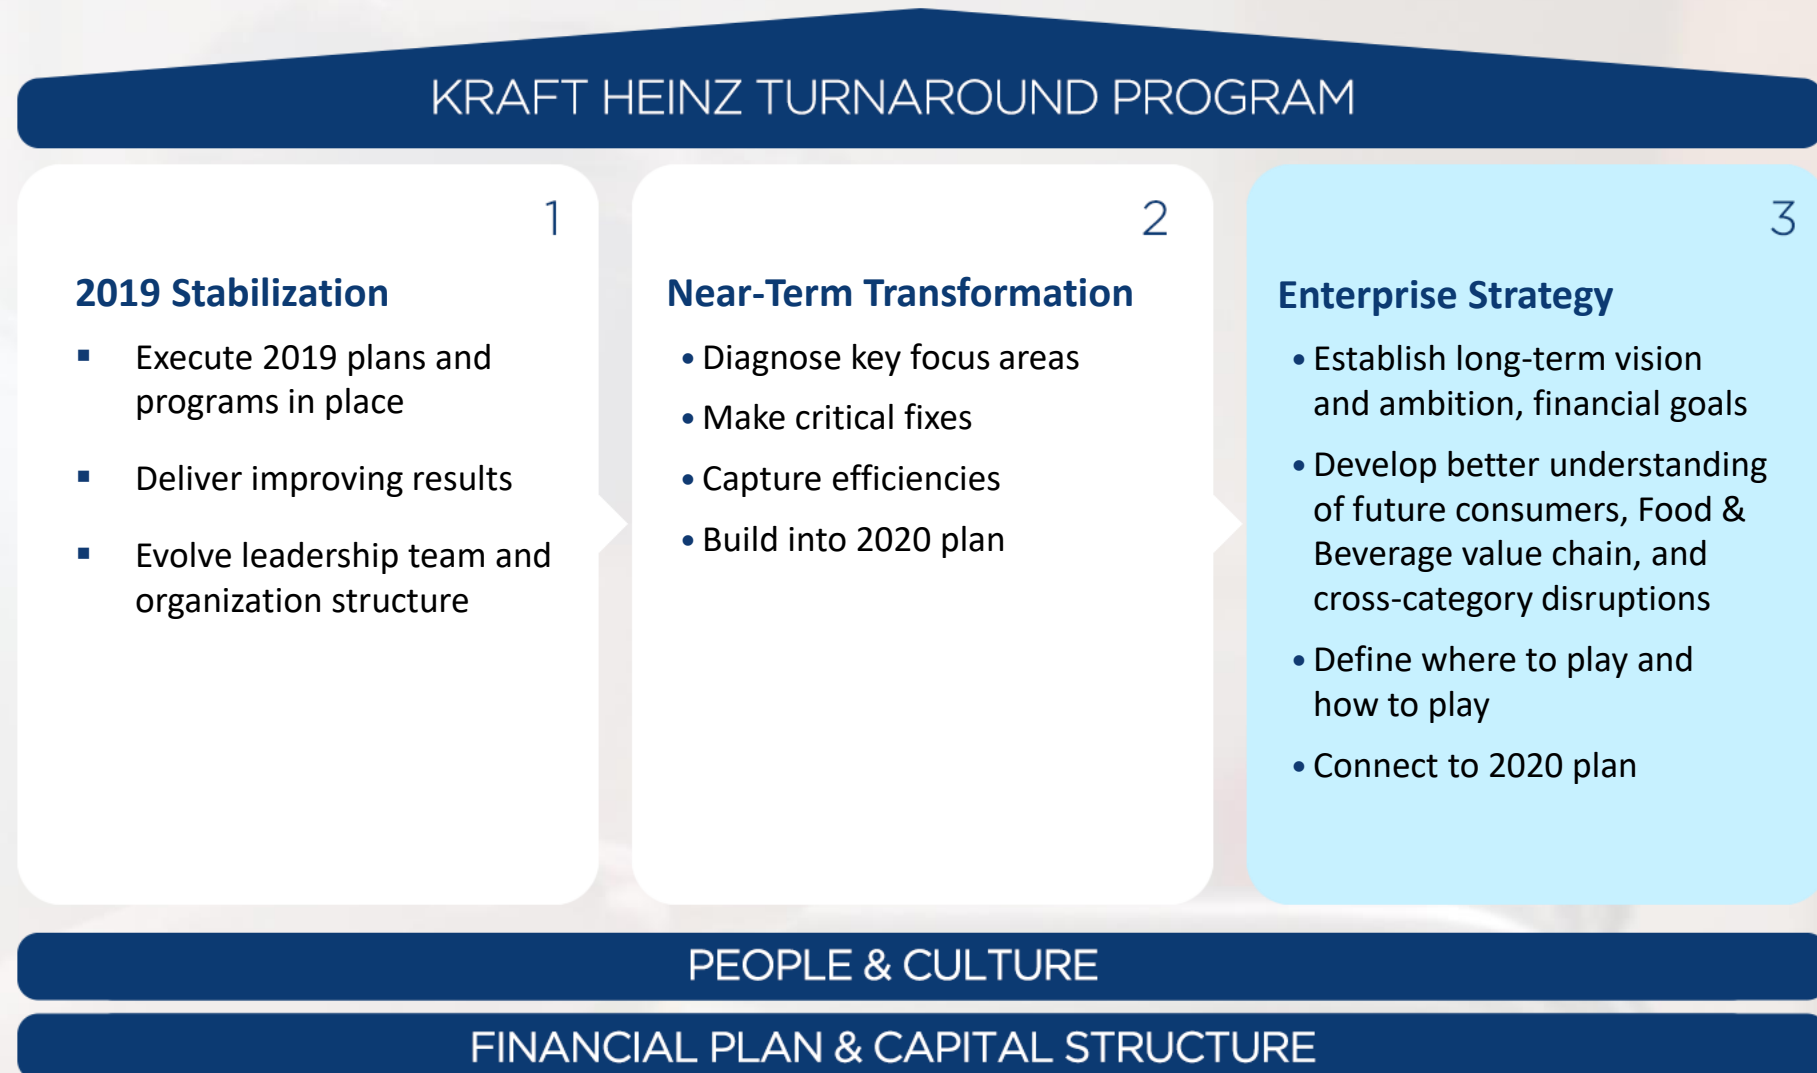 KRAFT HEINZ TURNAROUND PROGRAM
1
2019 Stabilization
▪ Execute 2019 plans and
programs in place
▪ Deliver improving results
▪ Evolve leadership team and
organization structure
2
Near-Term Transformation
• Diagnose key focus areas
• Make critical fixes
• Capture efficiencies
• Build into 2020 plan
3
Enterprise Strategy
• Establish long-term vision
and ambition, financial goals
• Develop better understanding
of future consumers, Food &
Beverage value chain, and
cross-category disruptions
• Define where to play and
how to play
• Connect to 2020 plan
PEOPLE & CULTURE
FINANCIAL PLAN & CAPITAL STRUCTURE